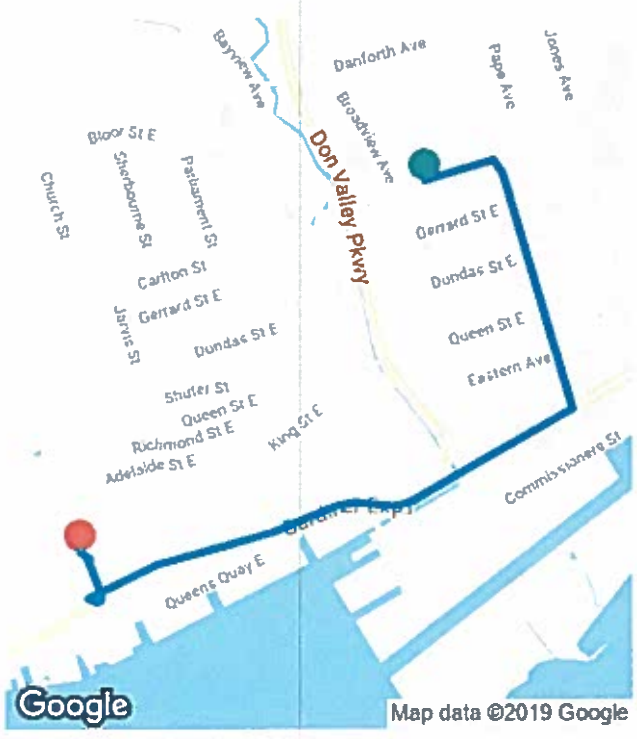 Bayview Ave
Danforth Ave
Jones Ave
Pape Ave
Broadview Ave
Bloor St E
Sherbourne St
Parliament St
Church St
Don Valley Pkwy
Gerrard St E
Carlton St
Dundas St E
Gerrard St E
Jarvis St
Dundas St E
Queen St E
Eastern Ave
Shuter St
Queen St E
King St E
Richmond St E
Adelaide St E
Commissioners St
Gardiner Expy
Queens Quay E
Google
Map data ©2019 Google